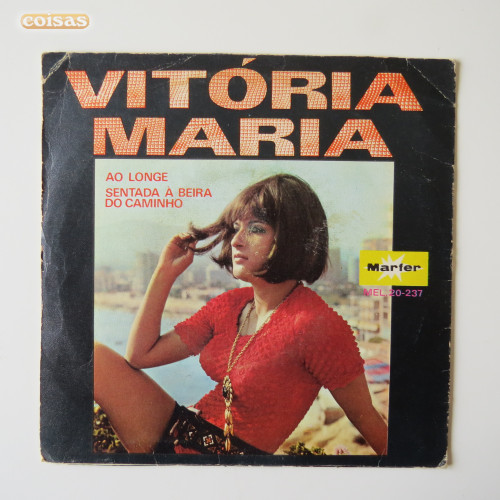 coisas
VITÓRIA
MARIA
AO LONGE
SENTADA À BEIRA
DO CAMINHO
Marfer
MEL 20-237